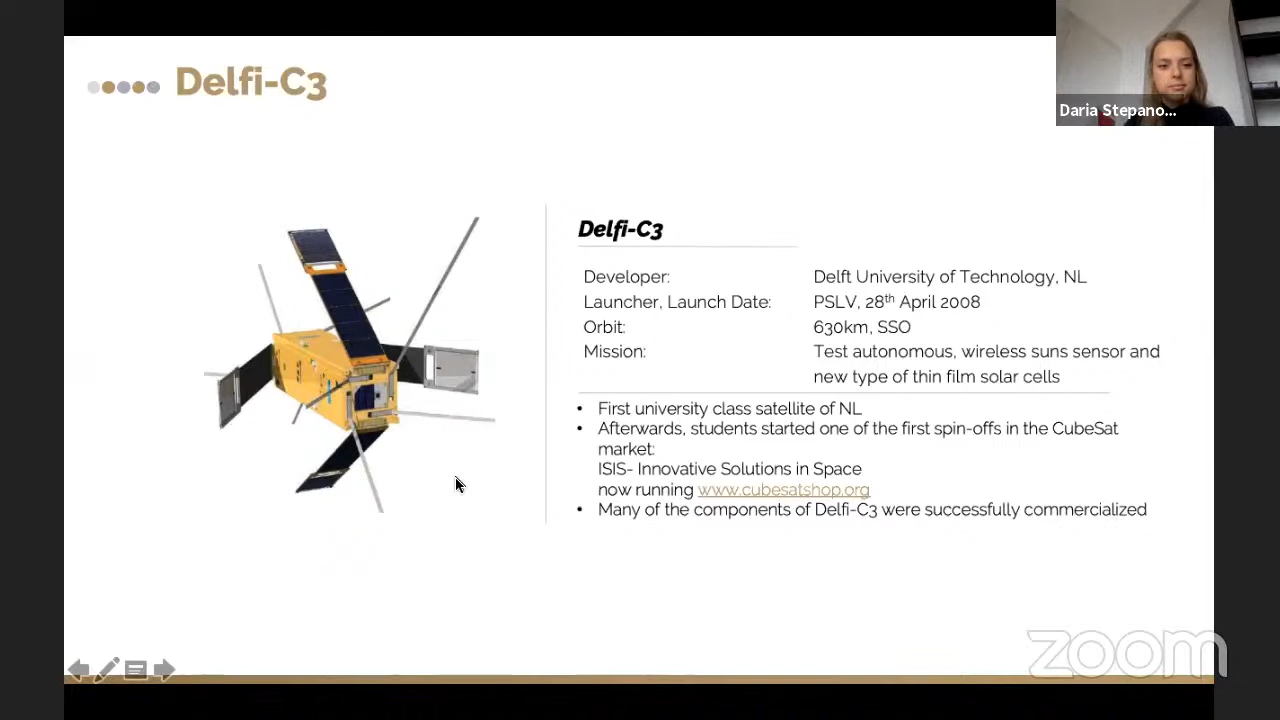 Delfi-C3
Daria Stepano...
Delfi-C3
Developer: Delft University of Technology, NL
Launcher, Launch Date: PSLV, 28th April 2008
Orbit: 630km, SSO
Mission: Test autonomous, wireless suns sensor and
new type of thin film solar cells
• First university class satellite of NL
• Afterwards, students started one of the first spin-offs in the CubeSat
market:
ISIS- Innovative Solutions in Space
now running www.cubesatshop.org
• Many of the components of Delfi-C3 were successfully commercialized
zoom